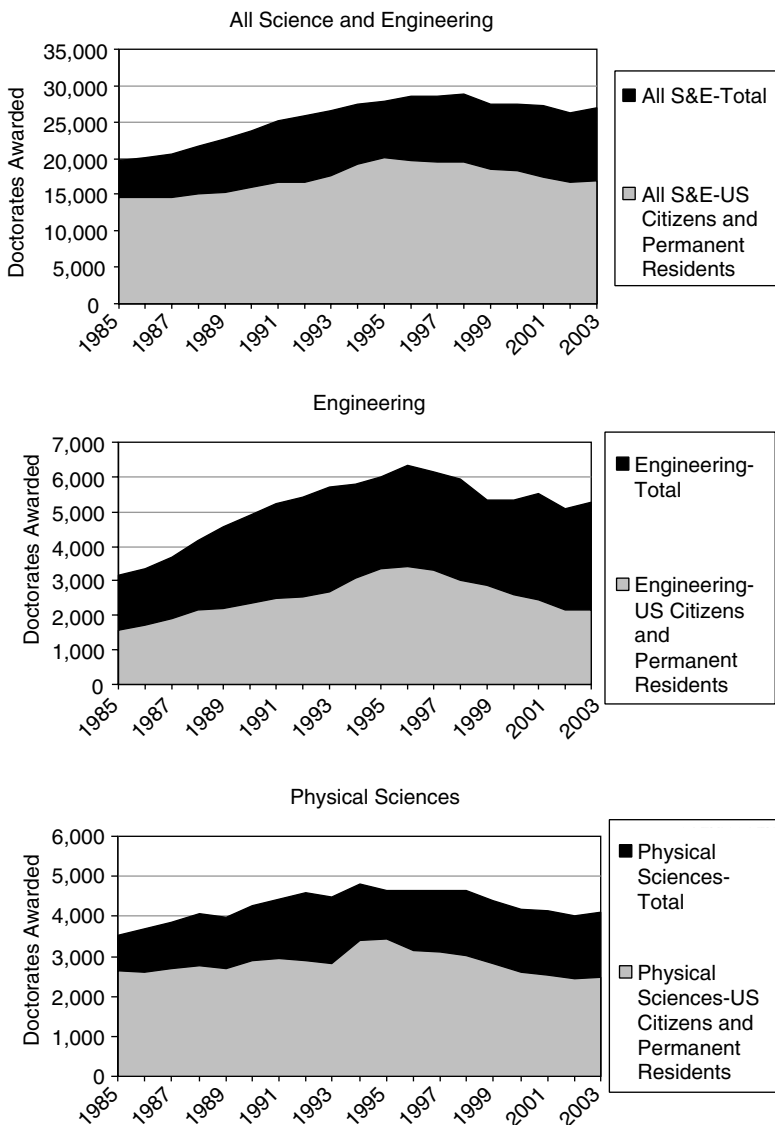 All Science and Engineering
Doctorates Awarded
35,000
30,000
25,000
20,000
15,000
10,000
5,000
0
1985
1987
1989
1991
1993
1995
1997
1999
2001
2003
All S&E-Total
All S&E-US
Citizens and
Permanent
Residents
Engineering
Doctorates Awarded
7,000
6,000
5,000
4,000
3,000
2,000
1,000
0
1985
1987
1989
1991
1993
1995
1997
1999
2001
2003
Engineering-
Total
Engineering-
US Citizens
and
Permanent
Residents
Physical Sciences
Doctorates Awarded
6,000
5,000
4,000
3,000
2,000
1,000
0
1985
1987
1989
1991
1993
1995
1997
1999
2001
2003
Physical
Sciences-
Total
Physical
Sciences-US
Citizens and
Permanent
Residents